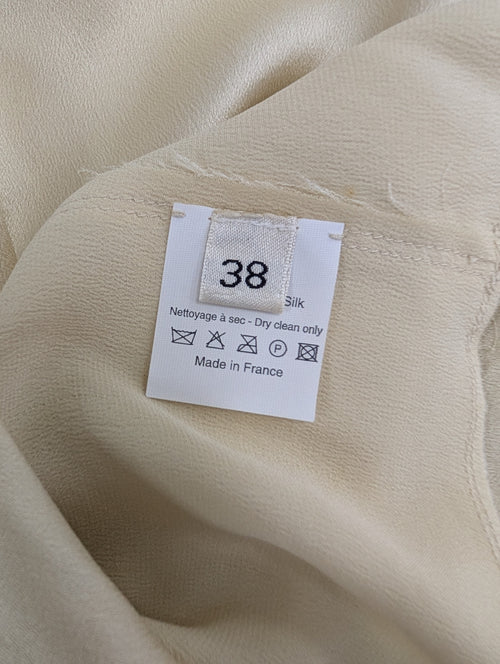 38
Silk
Nettoyage à sec - Dry clean only
P
Made in France